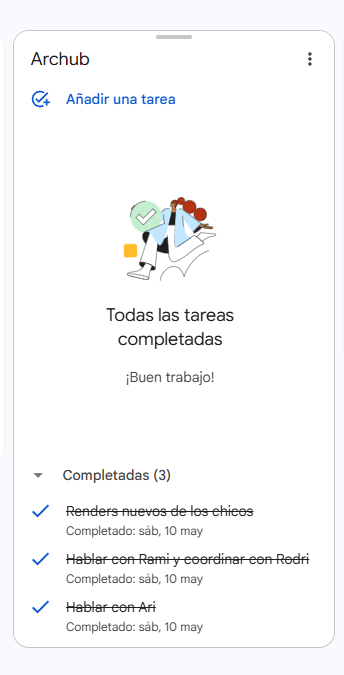 Archub
Añadir una tarea
Todas las tareas
completadas
¡Buen trabajo!
Completadas (3)
Renders nuevos de los chicos
Completado: sáb, 10 may
Hablar con Rami y coordinar con Rodri
Completado: sáb, 10 may
Hablar con Ari
Completado: sáb, 10 may